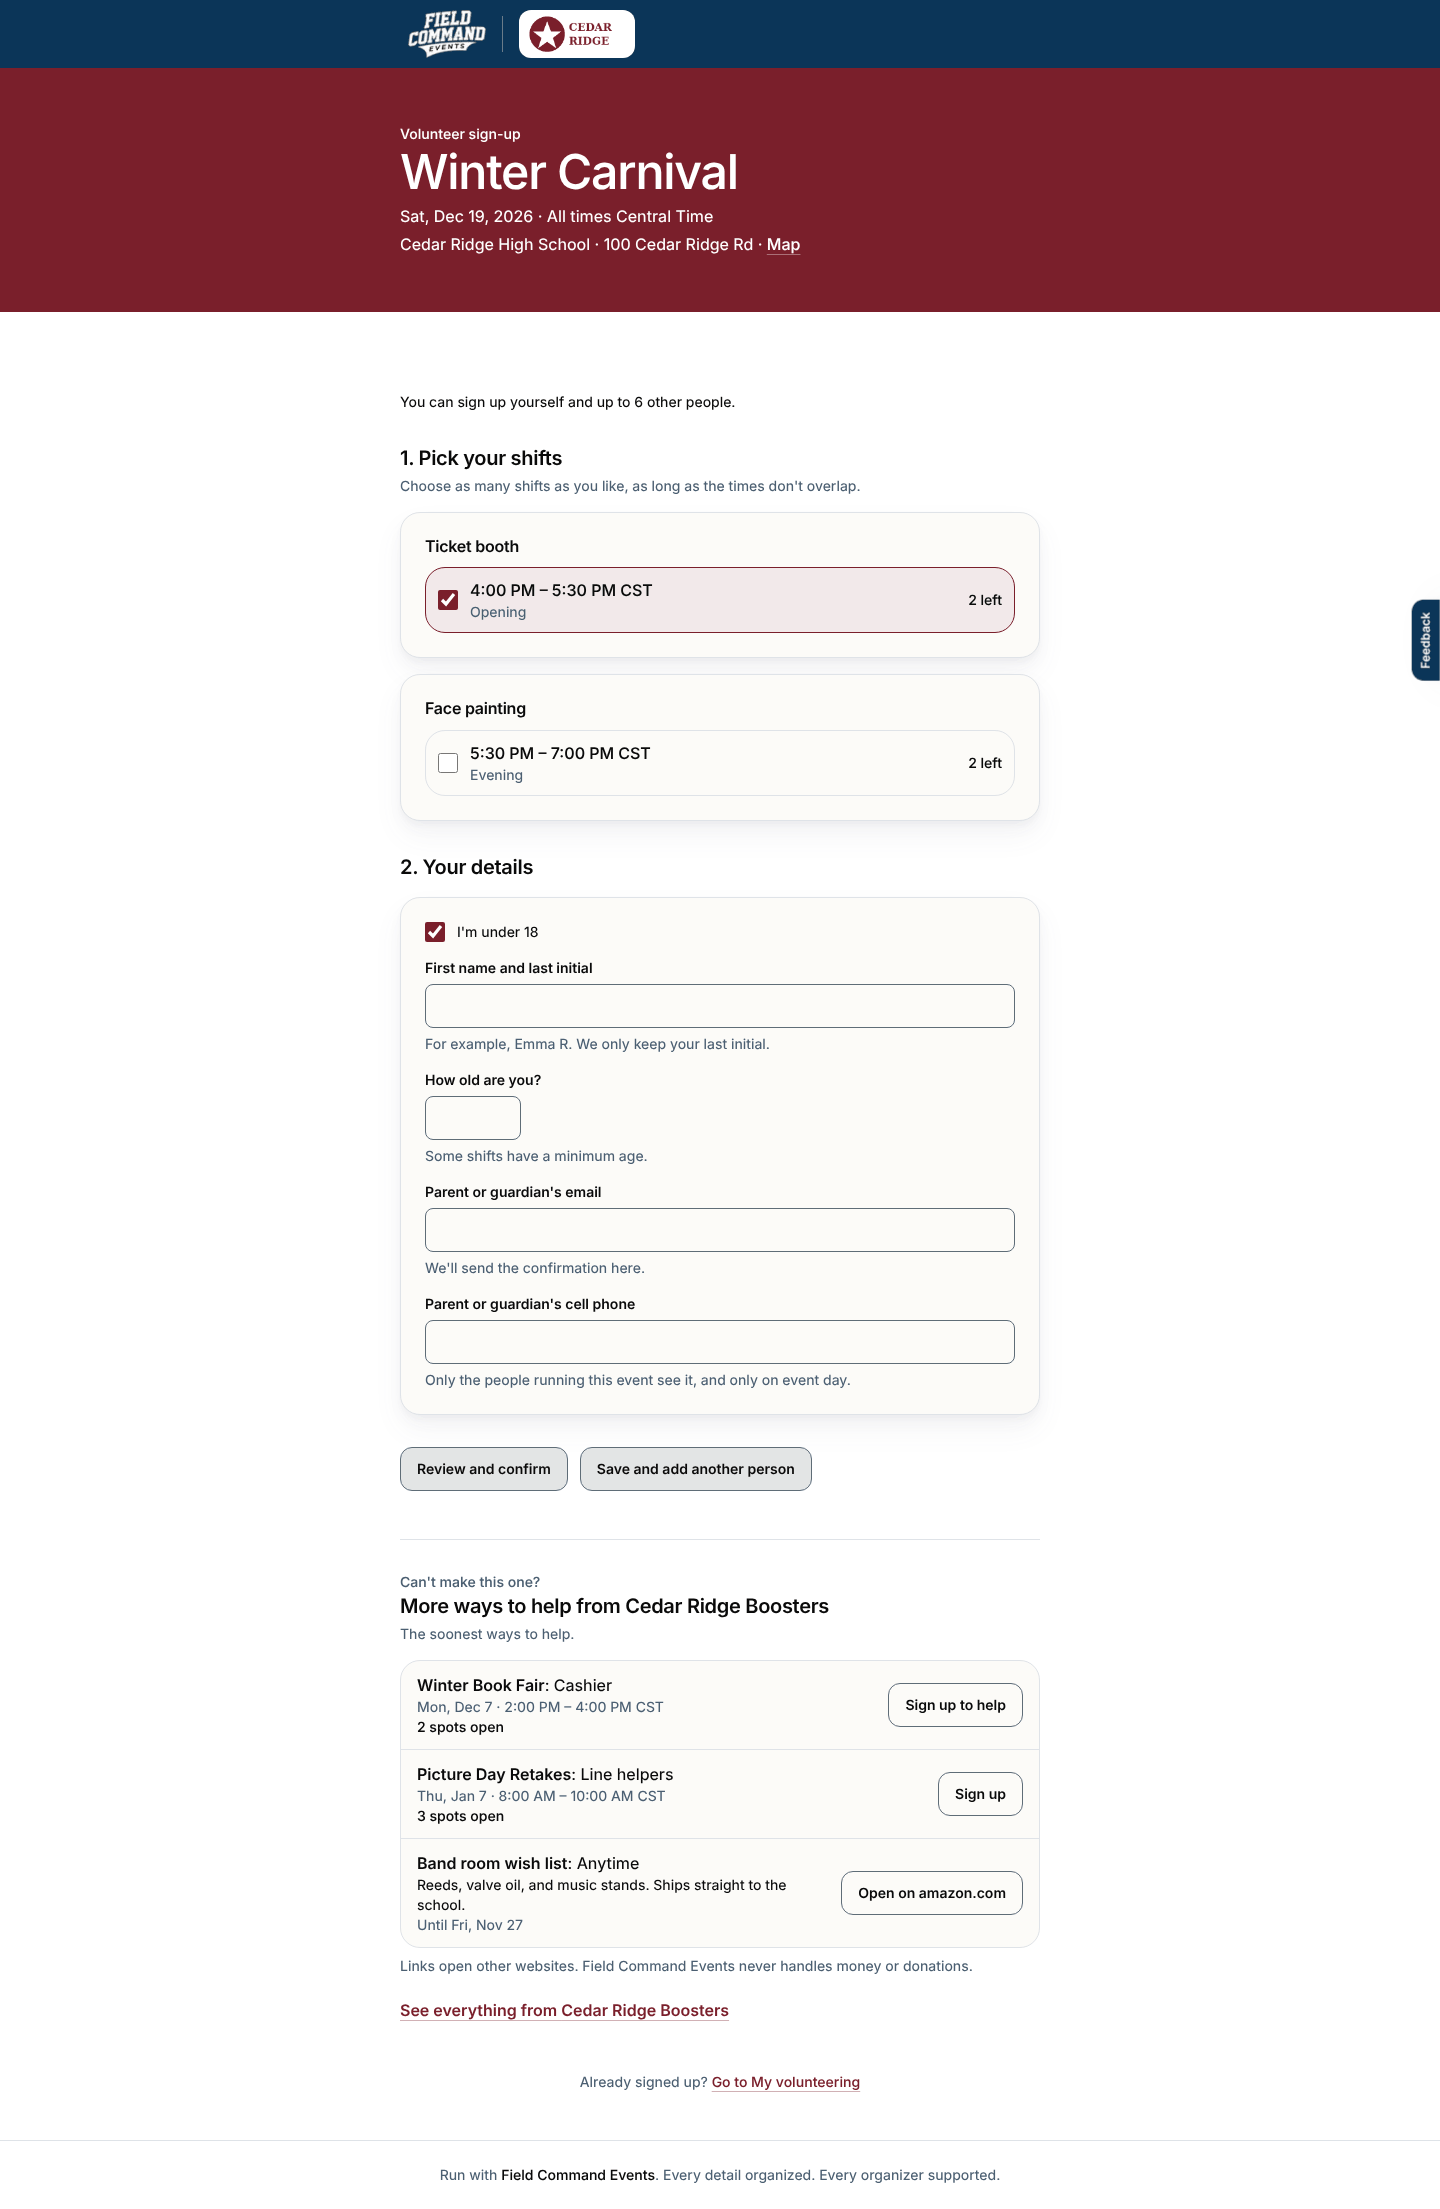 FIELD
COMMAND
EVENTS
CEDAR
RIDGE
Volunteer sign-up
Winter Carnival
Sat, Dec 19, 2026 · All times Central Time
Cedar Ridge High School · 100 Cedar Ridge Rd · Map
You can sign up yourself and up to 6 other people.
1. Pick your shifts
Choose as many shifts as you like, as long as the times don't overlap.
Ticket booth
4:00 PM – 5:30 PM CST
Opening
2 left
Feedback
Face painting
5:30 PM – 7:00 PM CST
Evening
2 left
2. Your details
I'm under 18
First name and last initial
For example, Emma R. We only keep your last initial.
How old are you?
Some shifts have a minimum age.
Parent or guardian's email
We'll send the confirmation here.
Parent or guardian's cell phone
Only the people running this event see it, and only on event day.
Review and confirm
Save and add another person
Can't make this one?
More ways to help from Cedar Ridge Boosters
The soonest ways to help.
Winter Book Fair: Cashier
Mon, Dec 7 · 2:00 PM – 4:00 PM CST
2 spots open
Sign up to help
Picture Day Retakes: Line helpers
Thu, Jan 7 · 8:00 AM – 10:00 AM CST
3 spots open
Sign up
Band room wish list: Anytime
Reeds, valve oil, and music stands. Ships straight to the
school.
Until Fri, Nov 27
Open on amazon.com
Links open other websites. Field Command Events never handles money or donations.
See everything from Cedar Ridge Boosters
Already signed up? Go to My volunteering
Run with Field Command Events. Every detail organized. Every organizer supported.